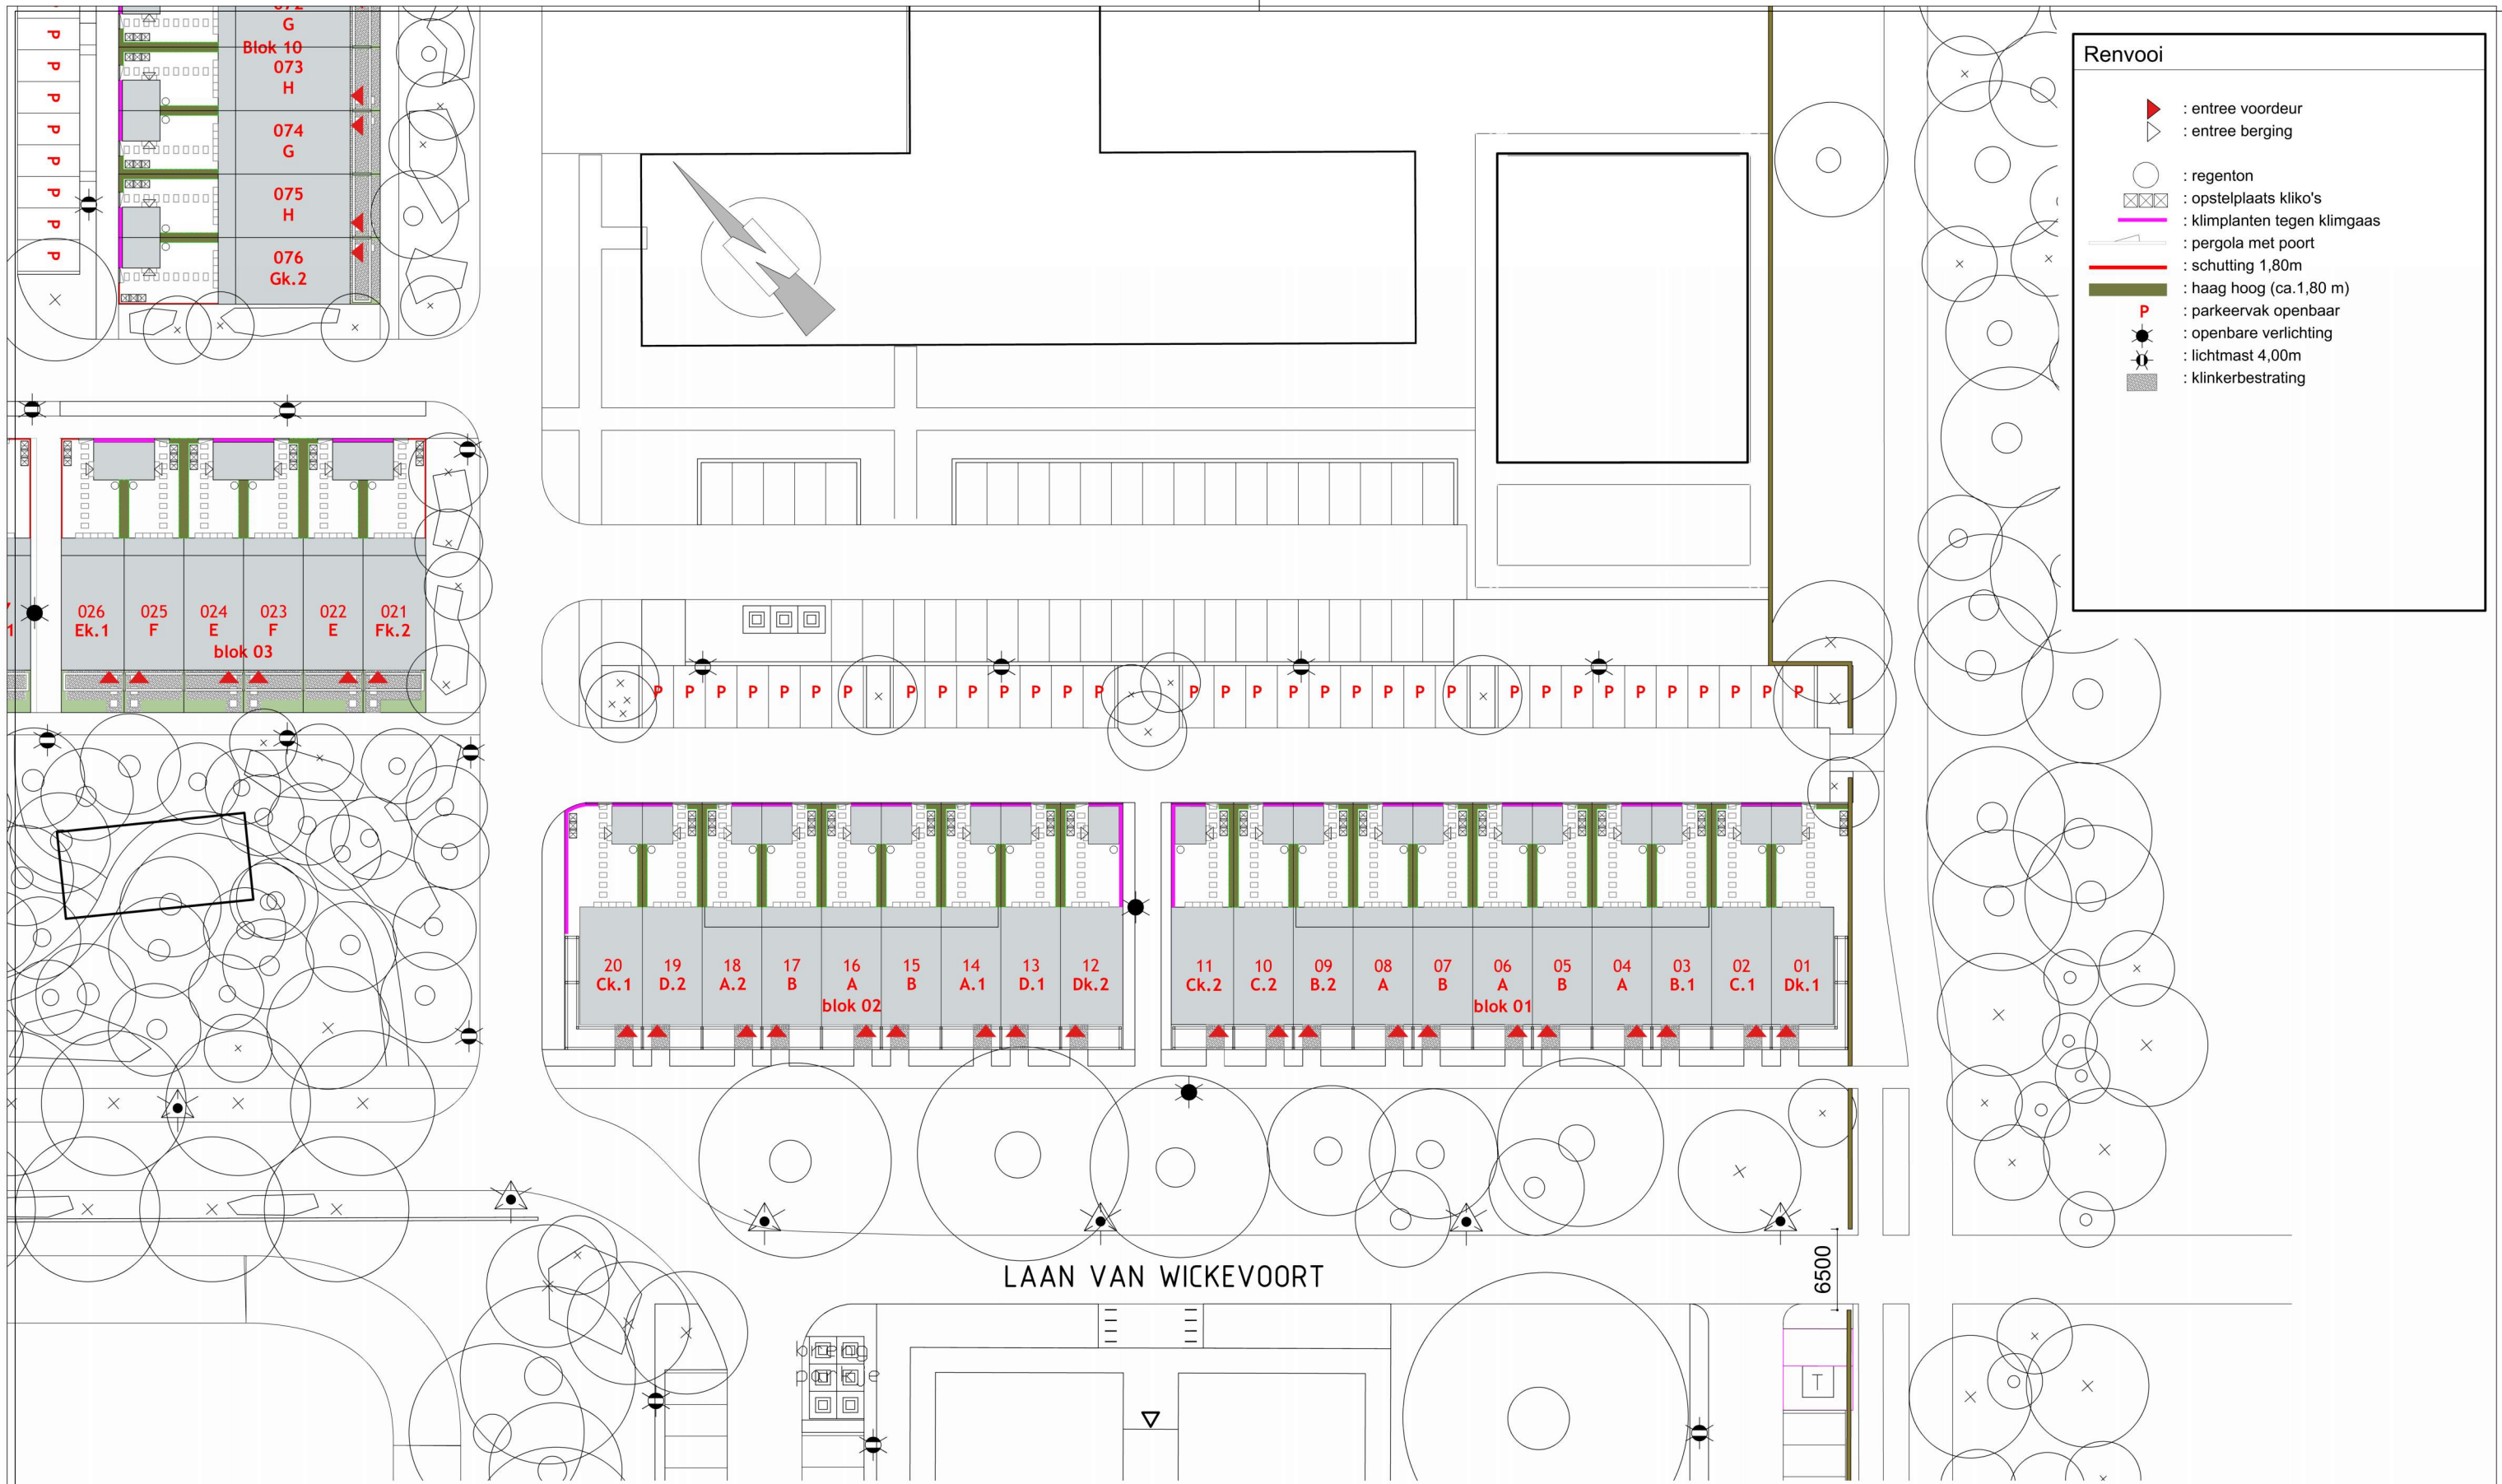 Renvooi
: entree voordeur
: entree berging
: regenton
: opstelplaats kliko's
: klimplanten tegen klimgaas
: pergola met poort
: schutting 1,80m
: haag hoog (ca.1,80 m)
P : parkeervak openbaar
: openbare verlichting
: lichtmast 4,00m
: klinkerbestrating
P
P
P
P
P
P
P
P
072
G
Blok 10
073
H
074
G
075
H
076
Gk.2
026 025 024 023 022 021
Ek.1 F E F E Fk.2
blok 03
P P P P P P P P P P P P P P P P P P P P P P P P P P P P P P P P P
20 19 18 17 16 15 14 13 12 11 10 09 08 07 06 05 04 03 02 01
Ck.1 D.2 A.2 B A B A.1 D.1 Dk.2 Ck.2 C.2 B.2 A B A B A B.1 C.1 Dk.1
blok 02 blok 01
LAAN VAN WICKEVOORT
6500
breng
parkje
T